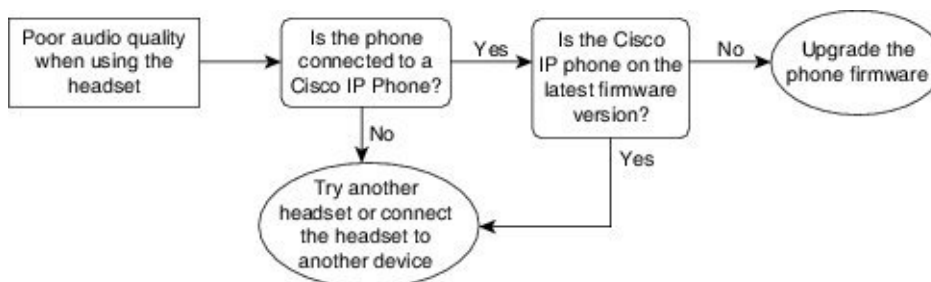 Poor audio quality
when using the
headset
Is the phone
connected to a
Cisco IP Phone?
Yes
Is the Cisco
IP phone on the
latest firmware
version?
No
Upgrade the
phone firmware
No
Yes
Try another
headset or connect
the headset to
another device